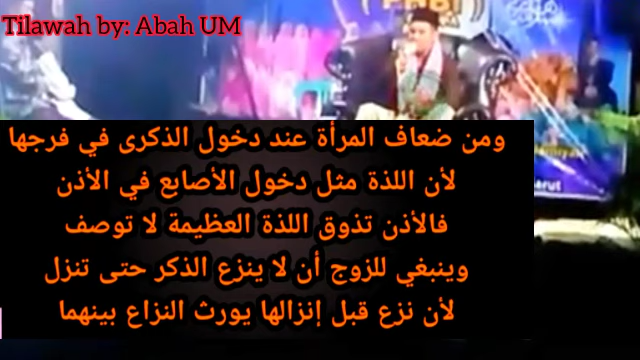 Tilawah by: Abah UM
ومن ضعاف المرأة عند دخول الذكرى في فرجها
لأن اللذة مثل دخول الأصابع في الأذن
فالأذن تذوق اللذة العظيمة لا توصف
وينبغي للزوج أن لا ينزع الذكر حتى تنزل
لأن نزع قبل إنزالها يورث النزاع بينهما